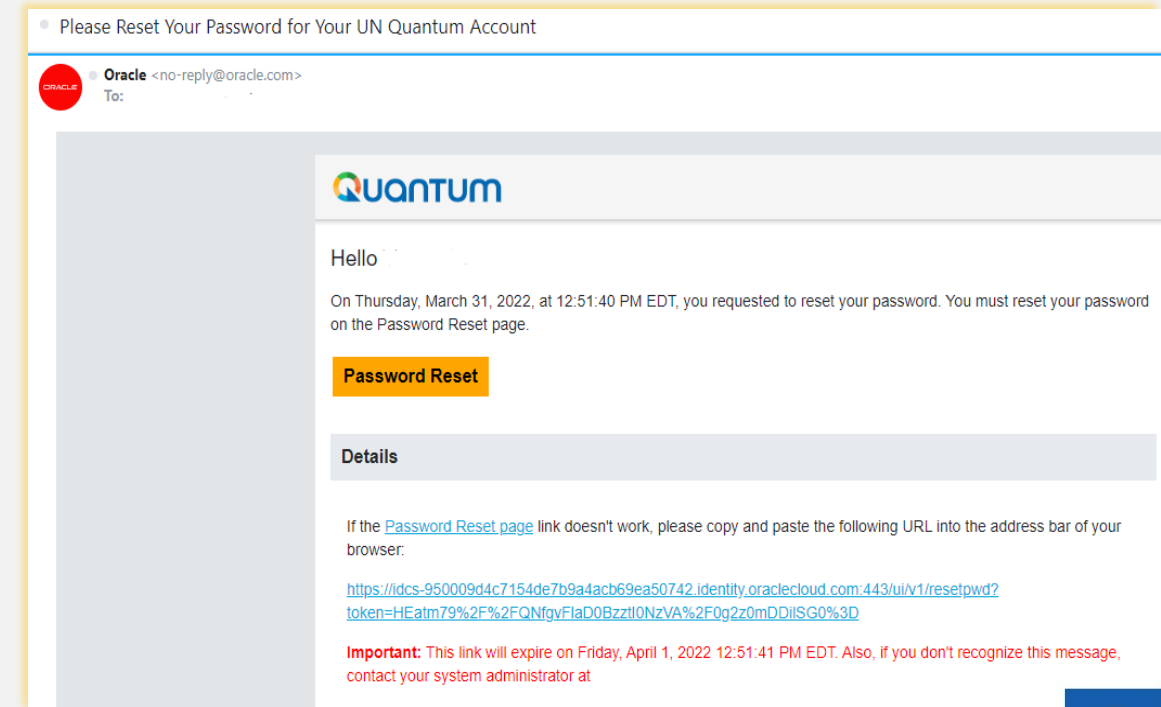 Please Reset Your Password for Your UN Quantum Account
ORACLE
Oracle <no-reply@oracle.com>
To:
Quantum
Hello
On Thursday, March 31, 2022, at 12:51:40 PM EDT, you requested to reset your password. You must reset your password
on the Password Reset page.
Password Reset
Details
If the Password Reset page link doesn't work, please copy and paste the following URL into the address bar of your
browser:
https://idcs-950009d4c7154de7b9a4acb69ea50742.identity.oraclecloud.com:443/ui/v1/resetpwd?
token=HEatm79%2F%2FQNfgvFIaD0BzztI0NzVA%2F0g2z0mDDilSG0%3D
Important: This link will expire on Friday, April 1, 2022 12:51:41 PM EDT. Also, if you don't recognize this message,
contact your system administrator at